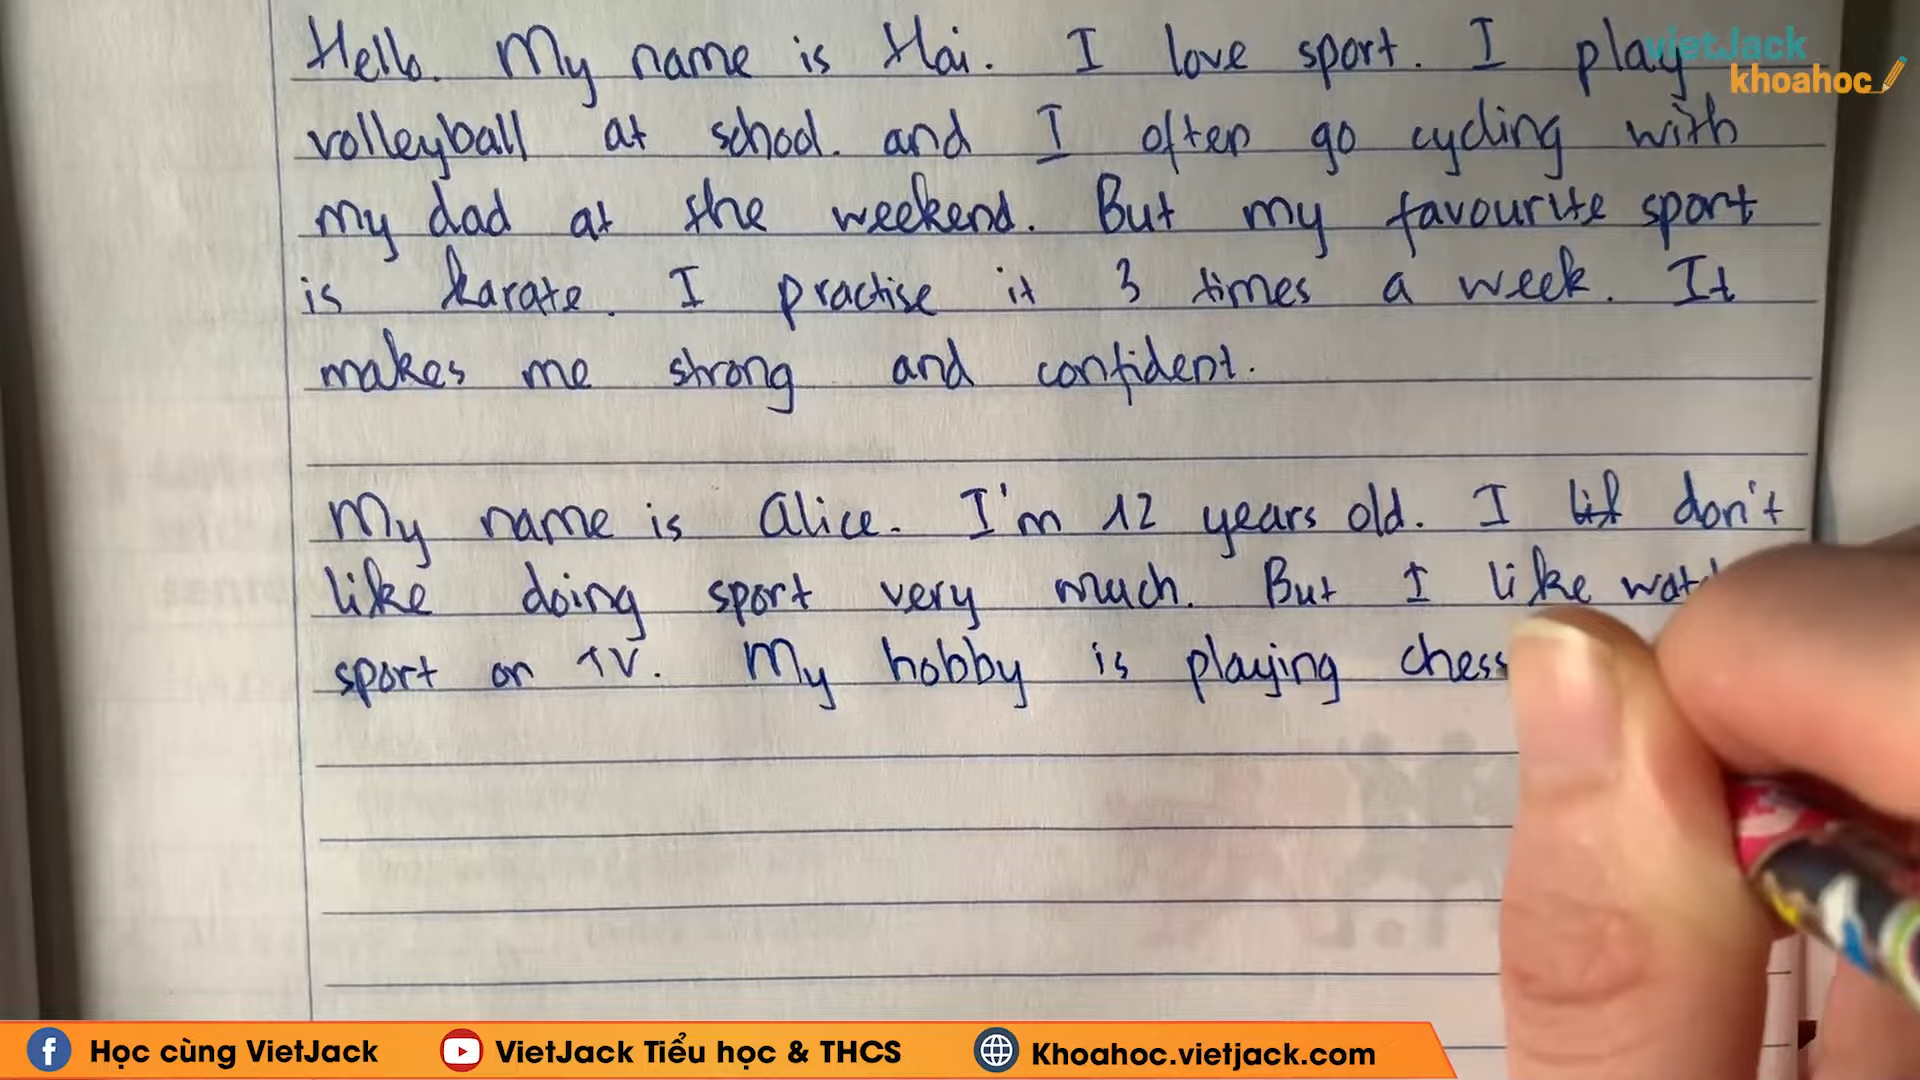 Hello. My name is Hai. I love sport. I play
vietJack
khoahoc
volleyball at school. and I often go cycling with
my dad at the weekend. But my favourite sport
is karate. I practise it 3 times a week. It
makes me strong and confident.
My name is Alice. I'm 12 years old. I don't
like doing sport very much. But I like
sport on TV. My hobby is playing chess
Học cùng VietJack
VietJack Tiểu học & THCS
Khoahoc.vietjack.com